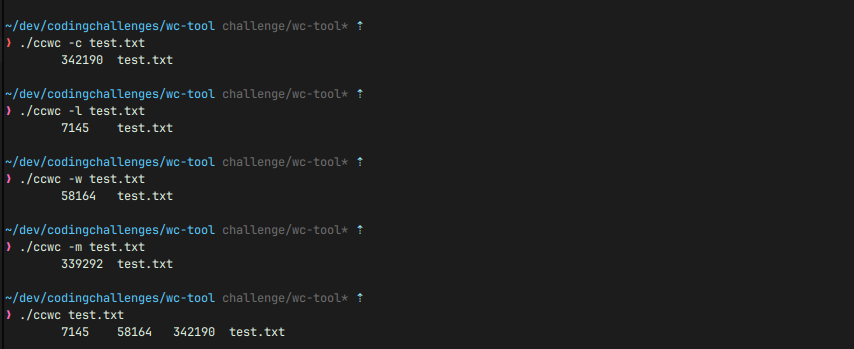 ~/dev/codingchallenges/wc-tool challenge/wc-tool* ⇡
❯ ./ccwc -c test.txt
342190 test.txt
~/dev/codingchallenges/wc-tool challenge/wc-tool* ⇡
❯ ./ccwc -l test.txt
7145 test.txt
~/dev/codingchallenges/wc-tool challenge/wc-tool* ⇡
❯ ./ccwc -w test.txt
58164 test.txt
~/dev/codingchallenges/wc-tool challenge/wc-tool* ⇡
❯ ./ccwc -m test.txt
339292 test.txt
~/dev/codingchallenges/wc-tool challenge/wc-tool* ⇡
❯ ./ccwc test.txt
7145 58164 342190 test.txt